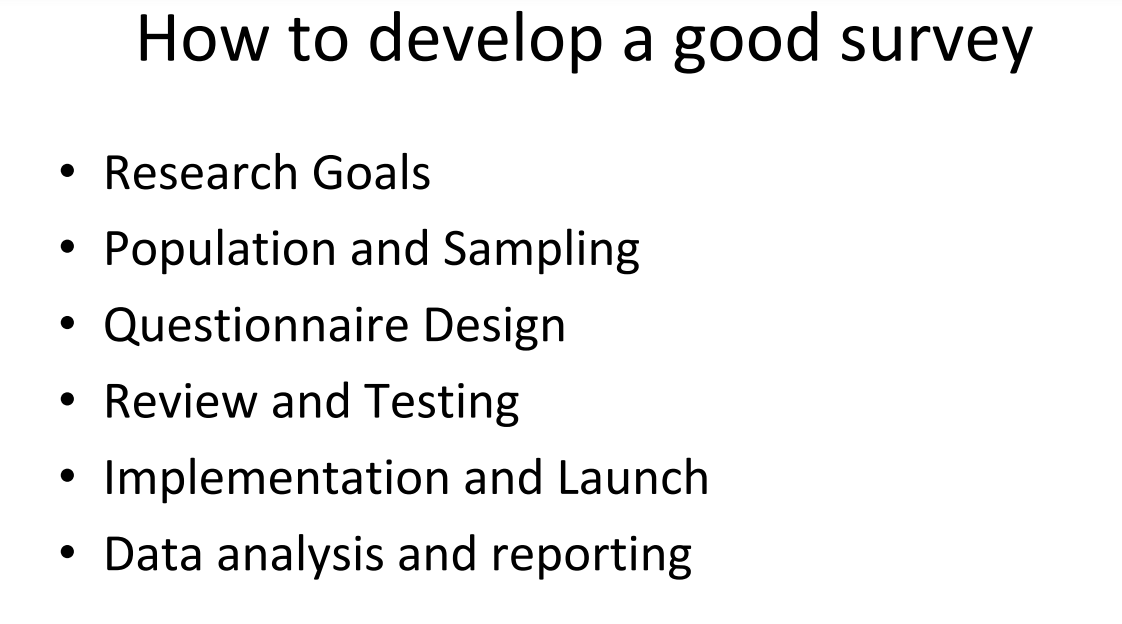 How to develop a good survey
• Research Goals
• Population and Sampling
• Questionnaire Design
• Review and Testing
• Implementation and Launch
• Data analysis and reporting